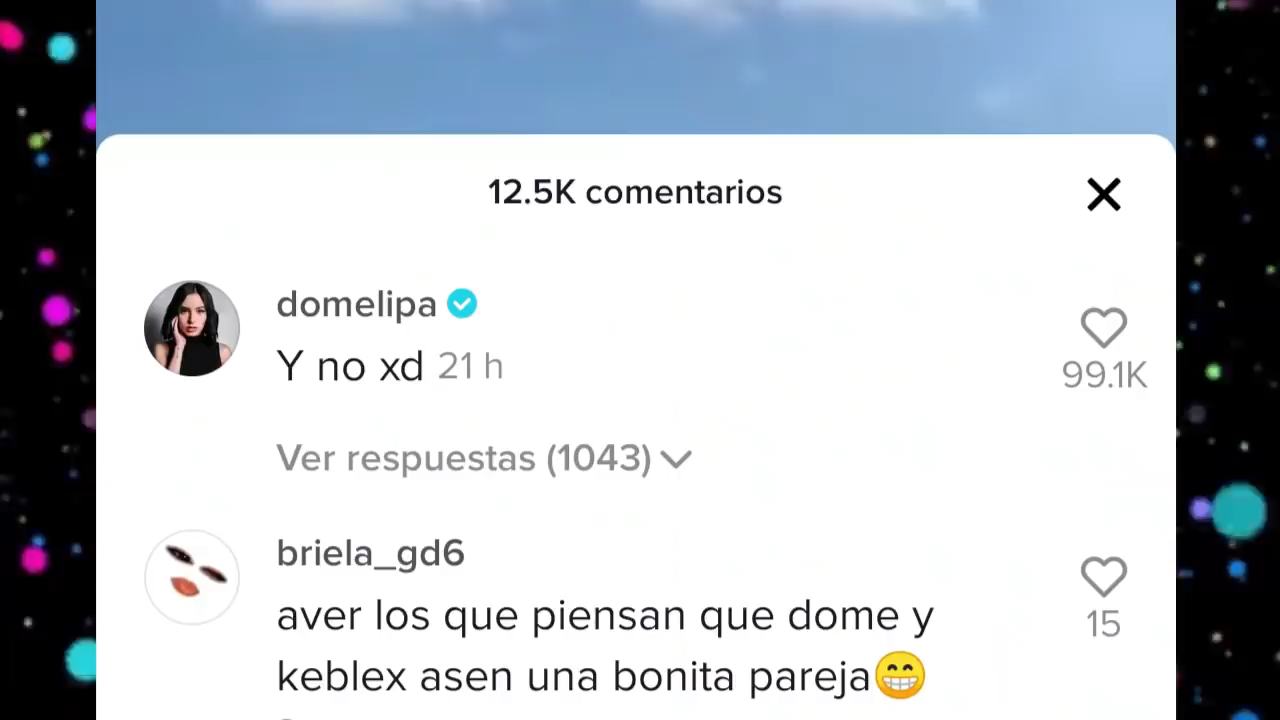 12.5K comentarios
domelipa
Y no xd 21 h
99.1K
Ver respuestas (1043)
briela_gd6
aver los que piensan que dome y
15
keblex asen una bonita pareja😁